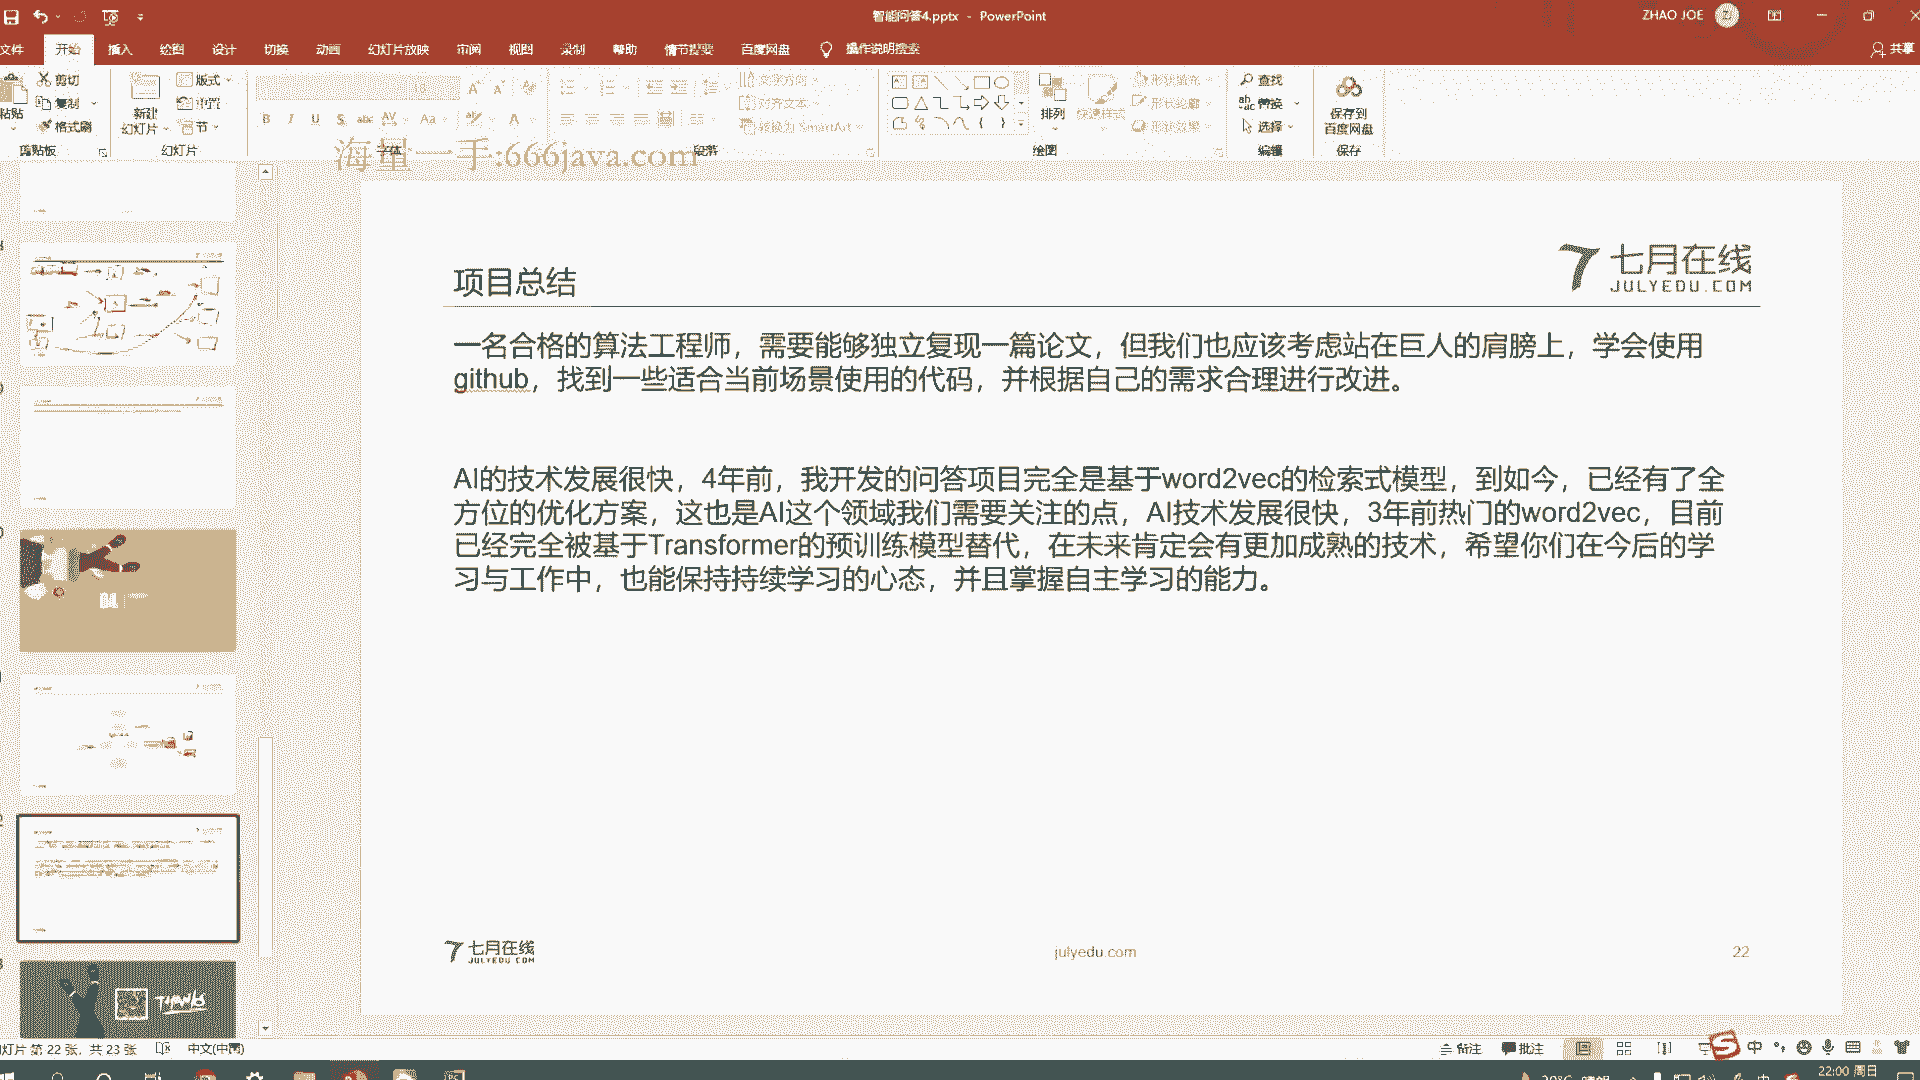 智能问答4.pptx - PowerPoint
ZHAO JOE
文件 开始 插入 绘图 设计 切换 动画 幻灯片放映 审阅 视图 录制 帮助 情节提要 百度网盘 操作说明搜索
共享
剪切
复制
格式刷
粘贴
剪贴板
新建
幻灯片
版式
重置
节
幻灯片
字体
文字方向
对齐文本
转换为 SmartArt
段落
排列
快速样式
形状填充
形状轮廓
形状效果
绘图
查找
替换
选择
编辑
保存到
百度网盘
保存
海量一手:666java.com
项目总结
七月在线
JULYEDU.COM
一名合格的算法工程师，需要能够独立复现一篇论文，但我们也应该考虑站在巨人的肩膀上，学会使用
github，找到一些适合当前场景使用的代码，并根据自己的需求合理进行改进。
AI的技术发展很快，4年前，我开发的问答项目完全是基于word2vec的检索式模型，到如今，已经有了全
方位的优化方案，这也是AI这个领域我们需要关注的点，AI技术发展很快，3年前热门的word2vec，目前
已经完全被基于Transformer的预训练模型替代，在未来肯定会有更加成熟的技术，希望你们在今后的学
习与工作中，也能保持持续学习的心态，并且掌握自主学习的能力。
七月在线
JULYEDU.COM
julyedu.com
22
THANKS
灯片 第 22 张，共 23 张
中文(中国)
备注
批注
中
22:00 周日